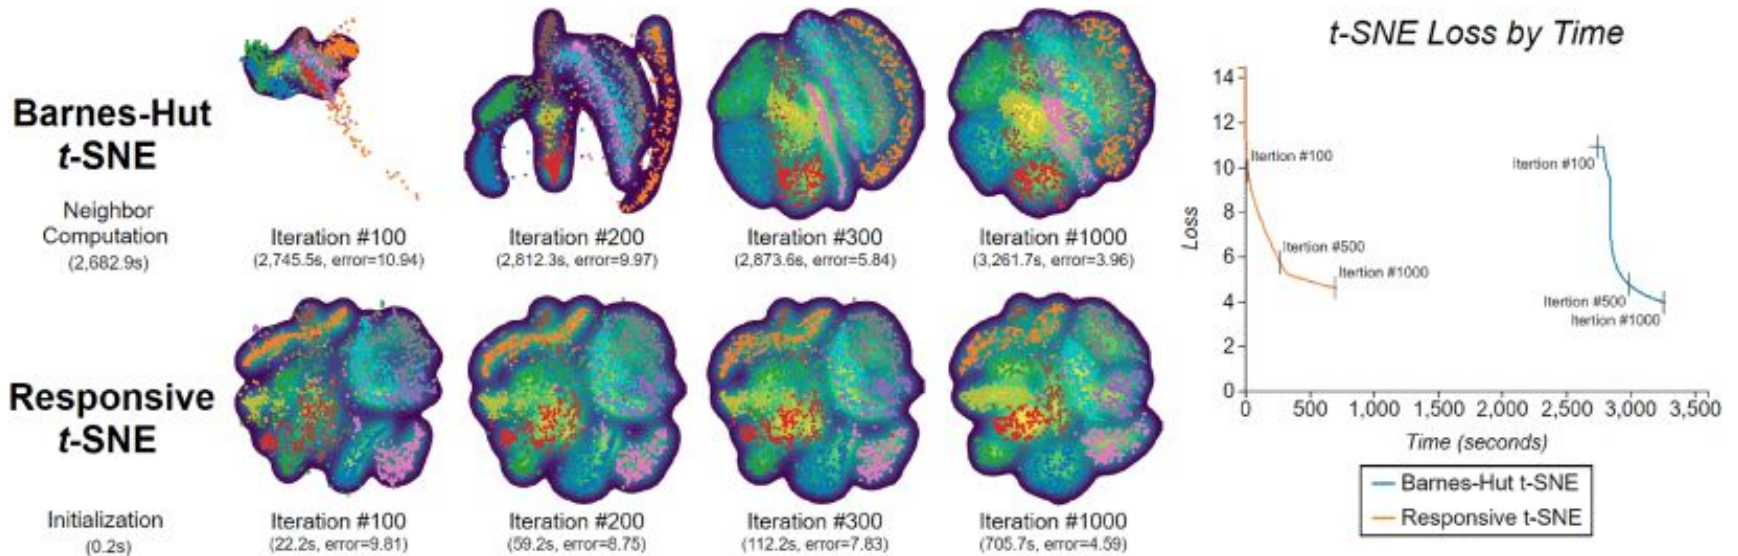 Barnes-Hut
t-SNE
Neighbor
Computation
(2,682.9s)
Iteration #100
(2,745.5s, error=10.94)
Iteration #200
(2,812.3s, error=9.97)
Iteration #300
(2,873.6s, error=5.84)
Iteration #1000
(3,261.7s, error=3.96)
Responsive
t-SNE
Initialization
(0.2s)
Iteration #100
(22.2s, error=9.81)
Iteration #200
(59.2s, error=8.75)
Iteration #300
(112.2s, error=7.83)
Iteration #1000
(705.7s, error=4.59)
t-SNE Loss by Time
Loss
14
12
10
8
6
4
2
0
Itertion #100
Itertion #500
Itertion #1000
Itertion #100
Itertion #500
Itertion #1000
0 500 1,000 1,500 2,000 2,500 3,000 3,500
Time (seconds)
Barnes-Hut t-SNE
Responsive t-SNE